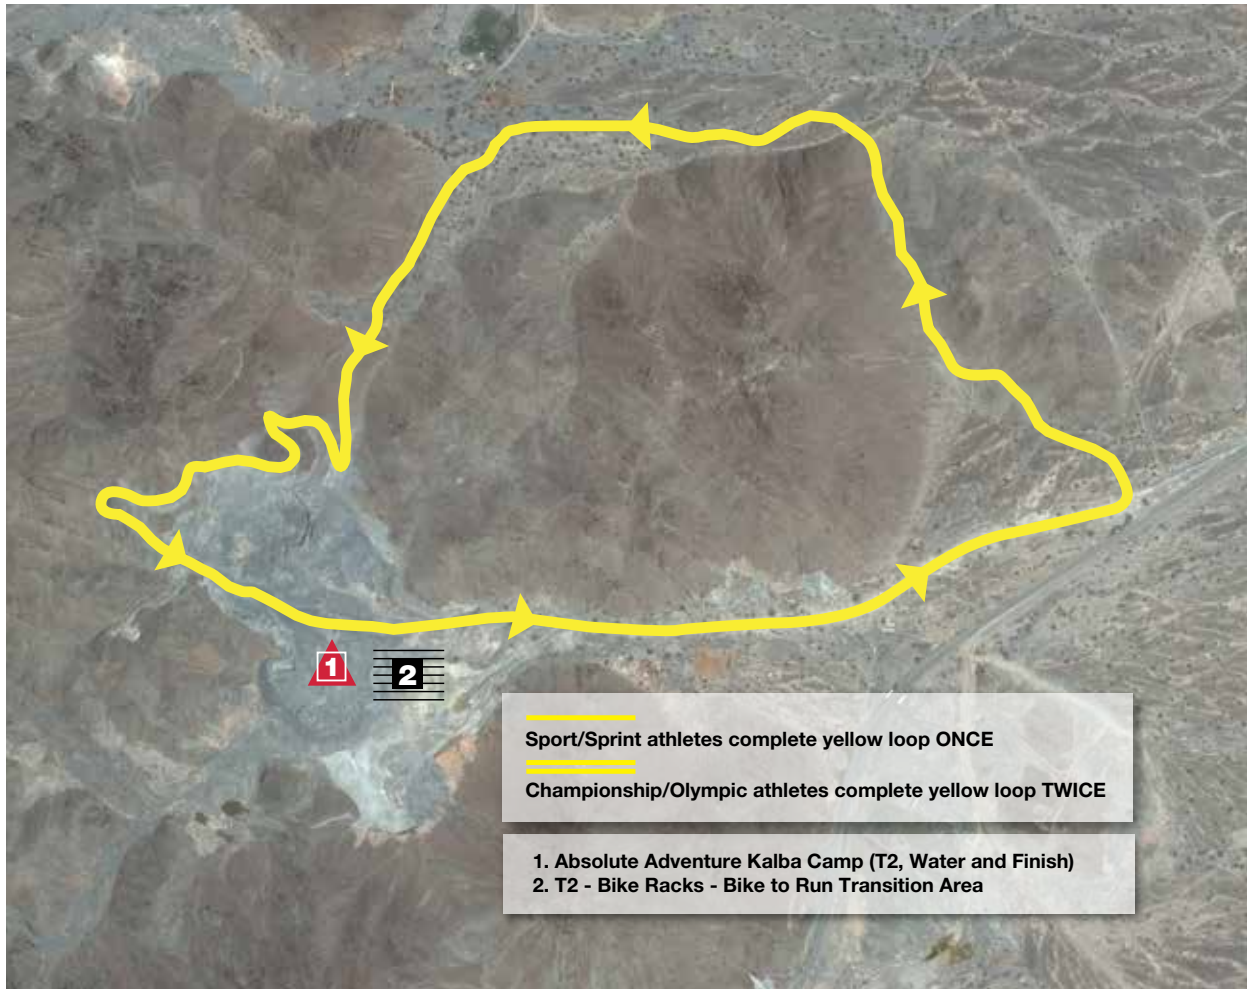 1
2
Sport/Sprint athletes complete yellow loop ONCE
Championship/Olympic athletes complete yellow loop TWICE
1. Absolute Adventure Kalba Camp (T2, Water and Finish)
2. T2 - Bike Racks - Bike to Run Transition Area